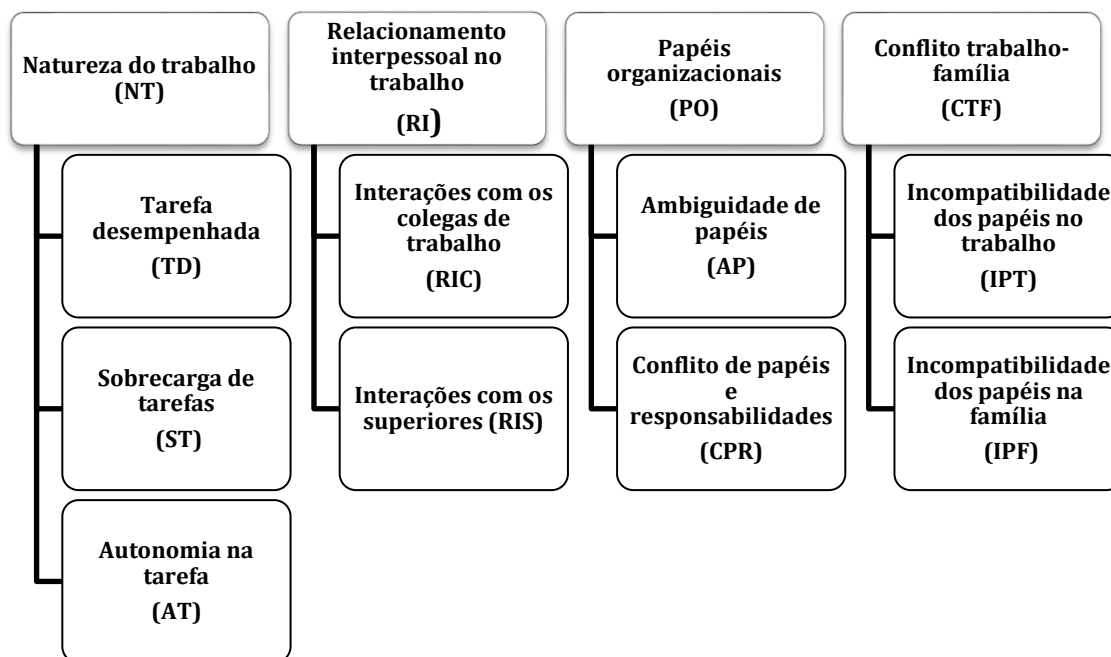 Natureza do trabalho
(NT)
Tarefa
desempenhada
(TD)
Sobrecarga de
tarefas
(ST)
Autonomia na
tarefa
(AT)
Relacionamento
interpessoal no
trabalho
(RI)
Interações com os
colegas de
trabalho
(RIC)
Interações com os
superiores (RIS)
Papéis
organizacionais
(PO)
Ambiguidade de
papéis
(AP)
Conflito de papéis
e
responsabilidades
(CPR)
Conflito trabalho-
família
(CTF)
Incompatibilidade
dos papéis no
trabalho
(IPT)
Incompatibilidade
dos papéis na
família
(IPF)